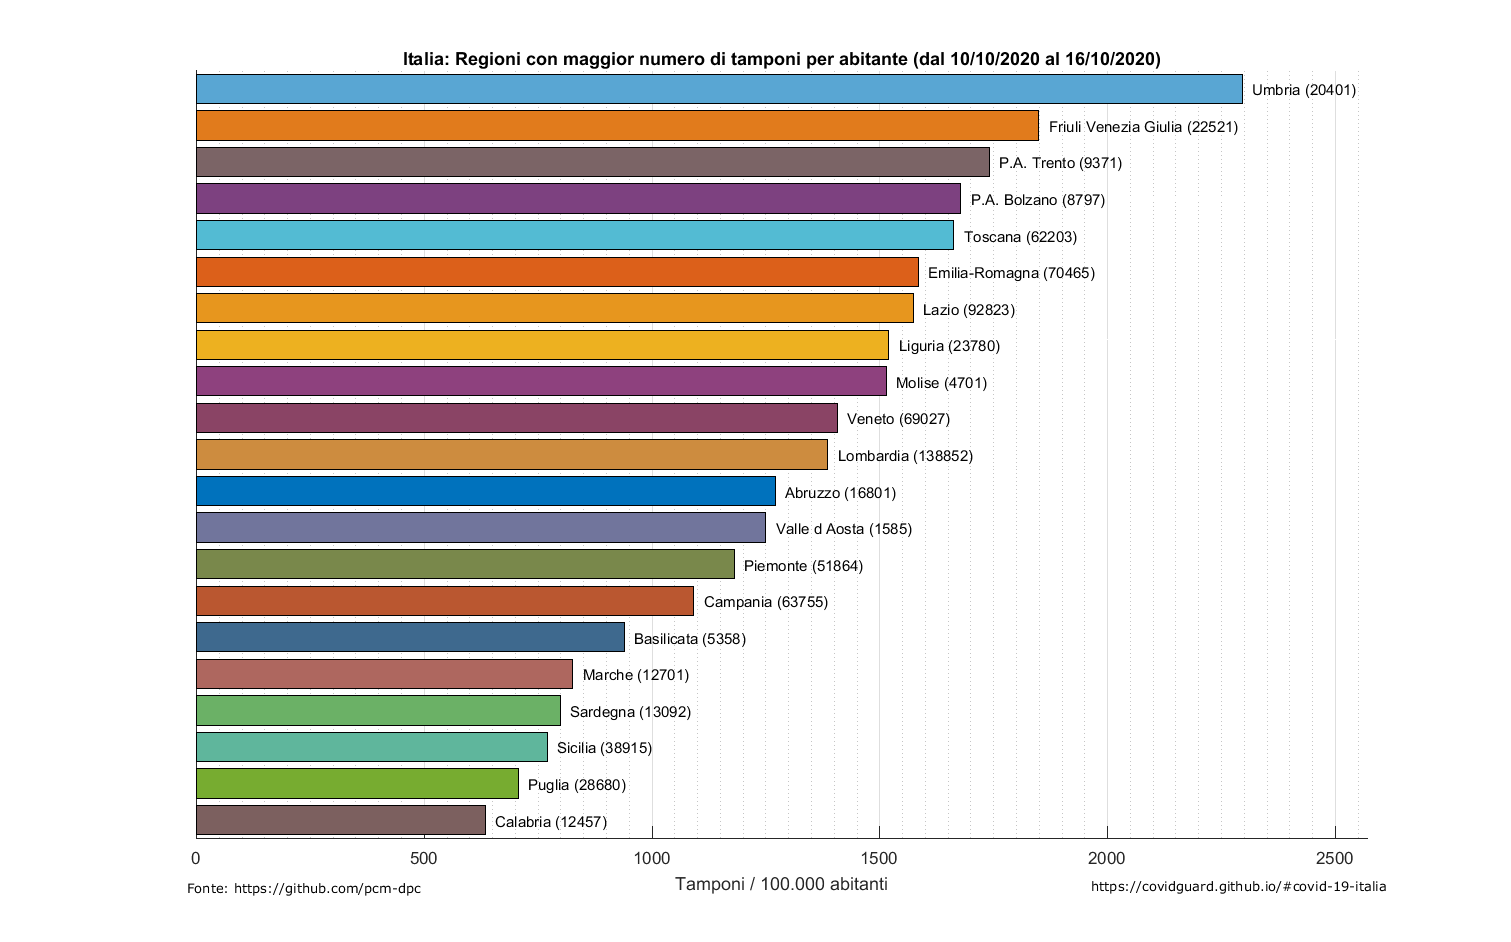 Italia: Regioni con maggior numero di tamponi per abitante (dal 10/10/2020 al 16/10/2020)
Umbria (20401)
Friuli Venezia Giulia (22521)
P.A. Trento (9371)
P.A. Bolzano (8797)
Toscana (62203)
Emilia-Romagna (70465)
Lazio (92823)
Liguria (23780)
Molise (4701)
Veneto (69027)
Lombardia (138852)
Abruzzo (16801)
Valle d Aosta (1585)
Piemonte (51864)
Campania (63755)
Basilicata (5358)
Marche (12701)
Sardegna (13092)
Sicilia (38915)
Puglia (28680)
Calabria (12457)
0 500 1000 1500 2000 2500
Tamponi / 100.000 abitanti
Fonte: https://github.com/pcm-dpc
https://covidguard.github.io/#covid-19-italia